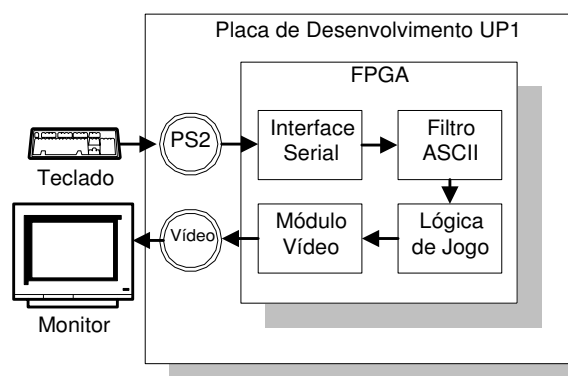 Placa de Desenvolvimento UP1
FPGA
PS2
Interface
Serial
Filtro
ASCII
Teclado
Vídeo
Módulo
Vídeo
Lógica
de Jogo
Monitor